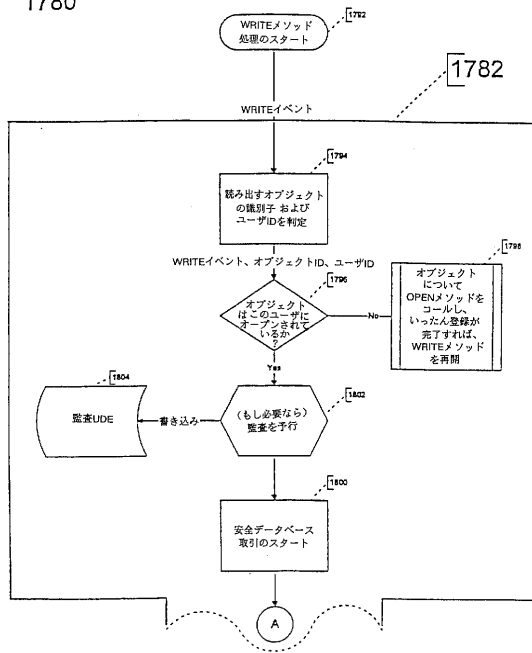 1780
WRITEメソッド
処理のスタート
1792
1782
WRITEイベント
1794
読み出すオブジェクト
の識別子 および
ユーザIDを判定
WRITEイベント、オブジェクトID、ユーザID
1796
オブジェクト
はこのユーザに
オープンされて
いるか
?
No
1798
オブジェクト
について
OPENメソッドを
コールし、
いったん登録が
完了すれば、
WRITEメソッド
を再開
Yes
1804
監査UDE
書き込み
1802
(もし必要なら)
監査を予行
1800
安全データベース
取引のスタート
A